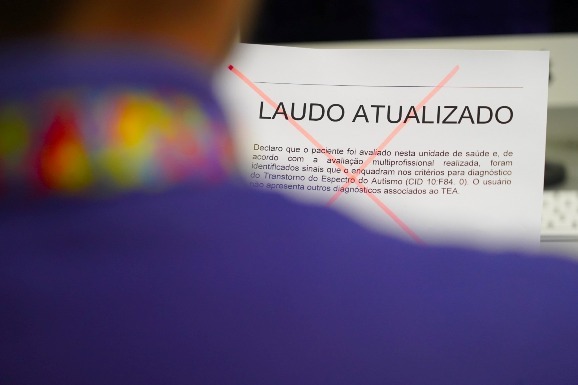 LAUDO ATUALIZADO
Declaro que o paciente foi avaliado nesta unidade de saúde e, de
acordo com a avaliação multiprofissional realizada, foram
identificados sinais que o enquadram nos critérios para diagnóstico
do Transtorno do Espectro do Autismo (CID 10:F84. 0). O usuário
não apresenta outros diagnósticos associados ao TEA.